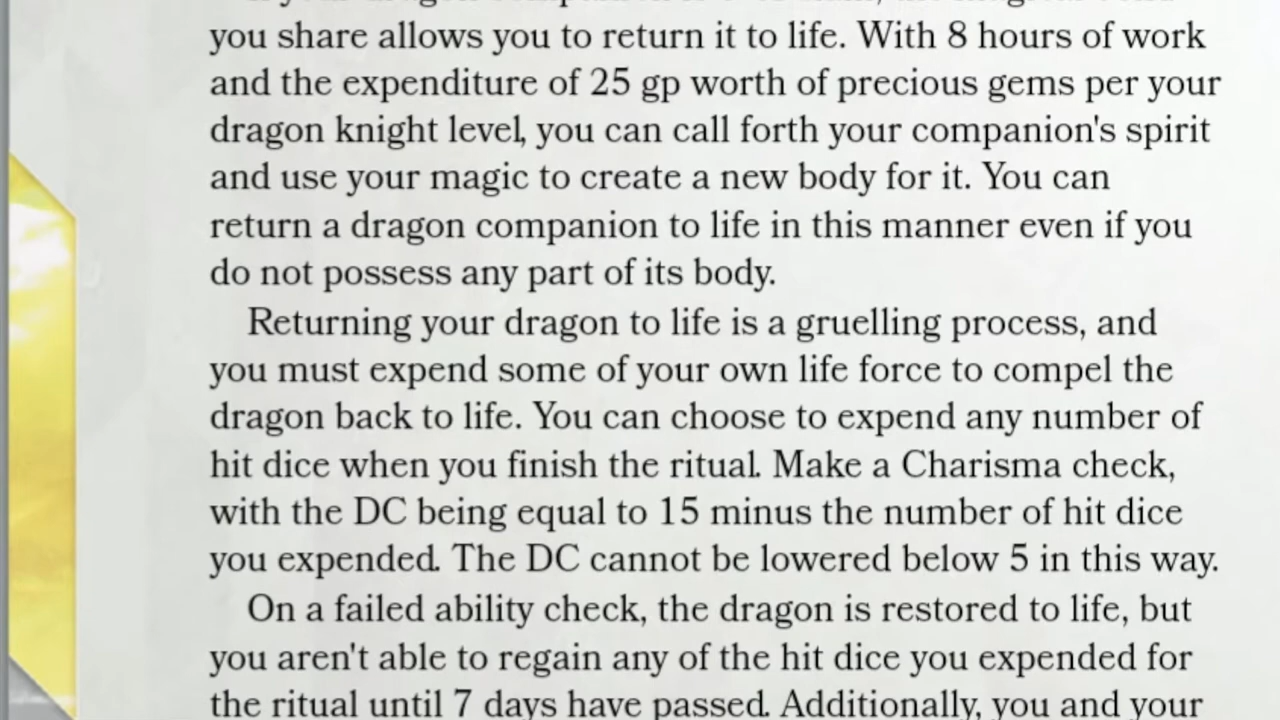 you share allows you to return it to life. With 8 hours of work
and the expenditure of 25 gp worth of precious gems per your
dragon knight level, you can call forth your companion's spirit
and use your magic to create a new body for it. You can
return a dragon companion to life in this manner even if you
do not possess any part of its body.
Returning your dragon to life is a gruelling process, and
you must expend some of your own life force to compel the
dragon back to life. You can choose to expend any number of
hit dice when you finish the ritual. Make a Charisma check,
with the DC being equal to 15 minus the number of hit dice
you expended. The DC cannot be lowered below 5 in this way.
On a failed ability check, the dragon is restored to life, but
you aren't able to regain any of the hit dice you expended for
the ritual until 7 days have passed. Additionally, you and your